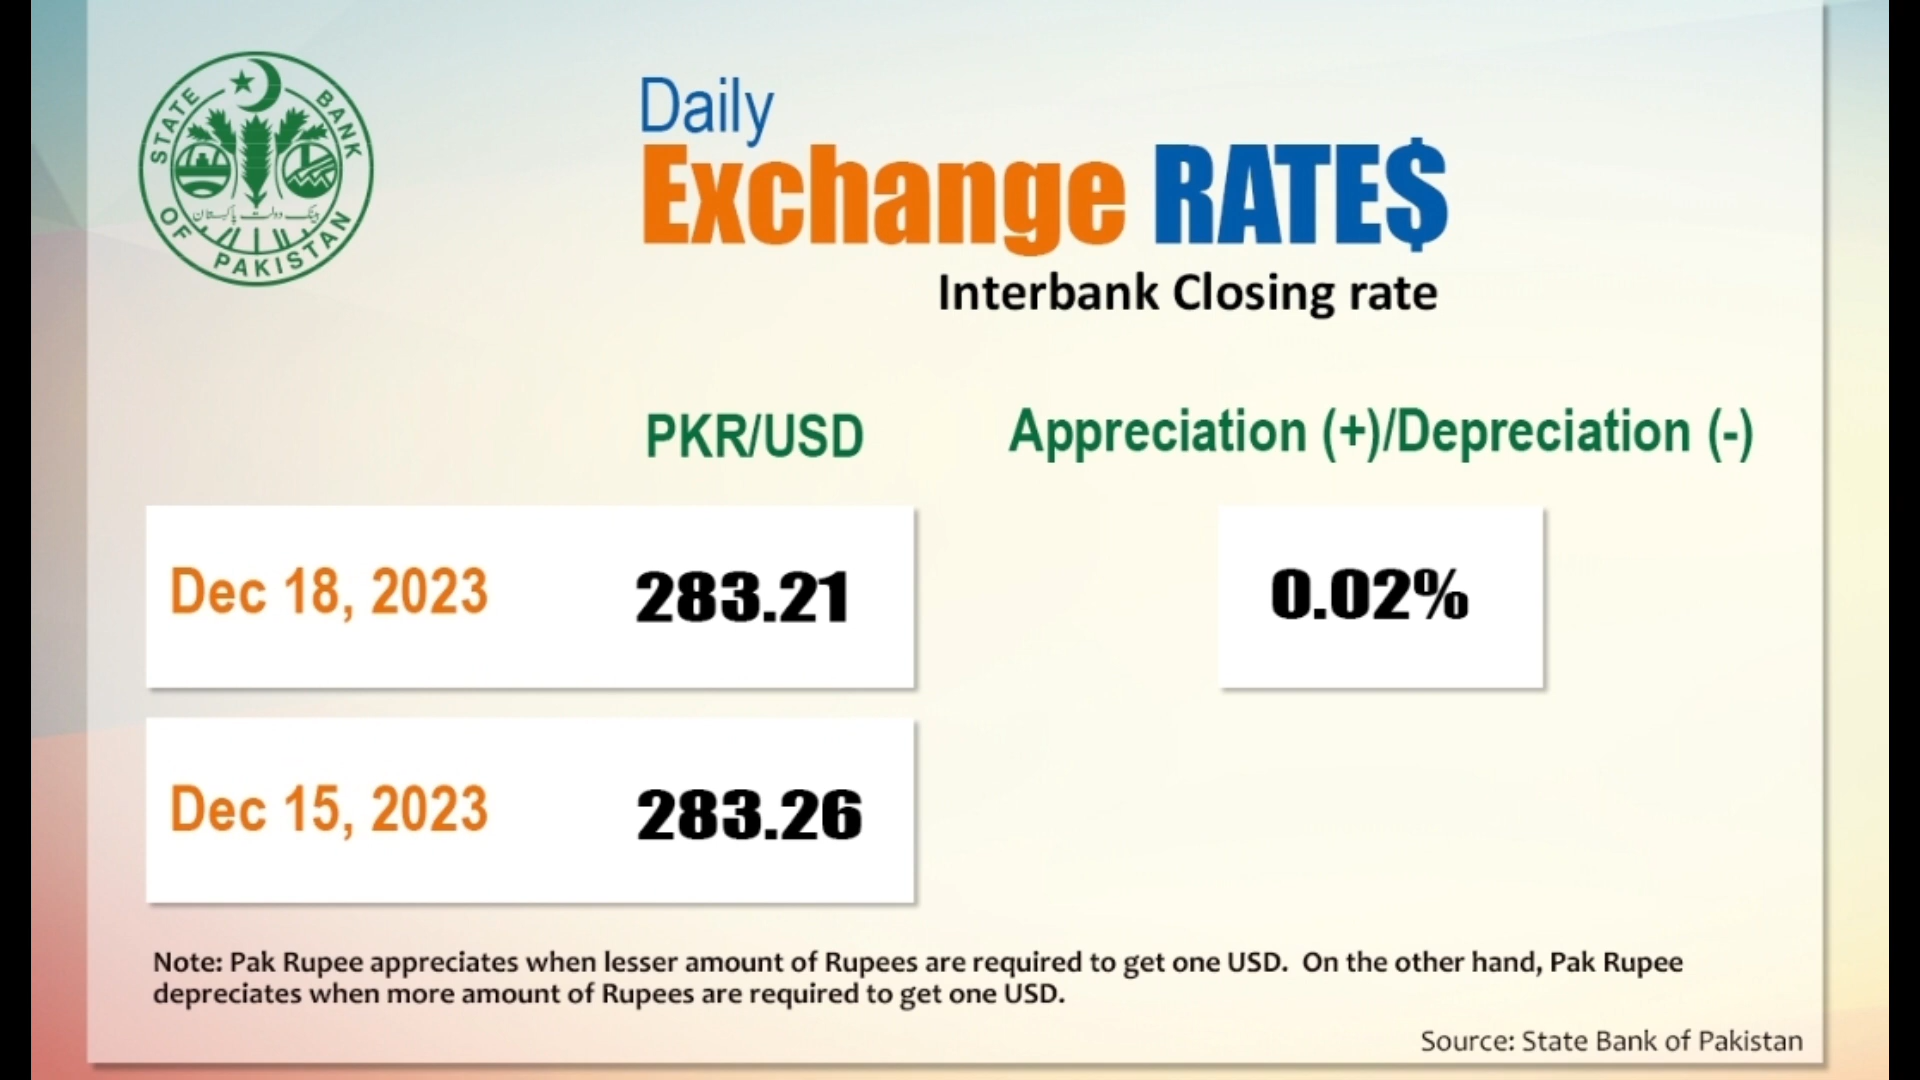 STATE BANK
OF PAKISTAN
بینک دولت پاکستان
Daily
Exchange RATE$
Interbank Closing rate
PKR/USD Appreciation (+)/Depreciation (-)
Dec 18, 2023 283.21 0.02%
Dec 15, 2023 283.26
Note: Pak Rupee appreciates when lesser amount of Rupees are required to get one USD. On the other hand, Pak Rupee
depreciates when more amount of Rupees are required to get one USD.
Source: State Bank of Pakistan